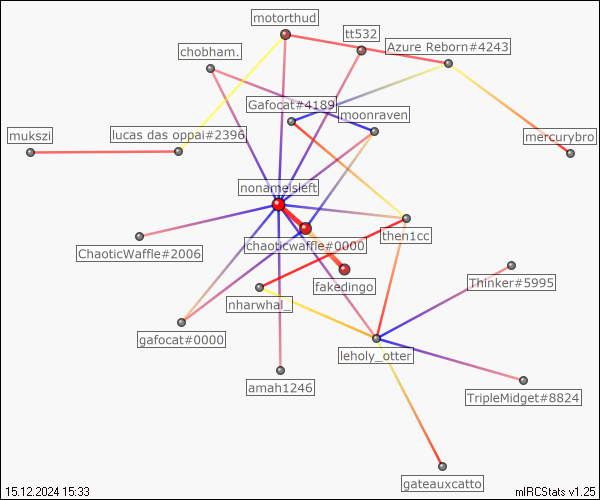 motorthud
tt532
chobham.
Azure Reborn#4243
Gafocat#4189
moonraven
mukszi
lucas das oppai#2396
mercurybro
nonameisleft
then1cc
ChaoticWaffle#2006
chaoticwaffle#0000
fakedingo
Thinker#5995
nharwhal_
gafocat#0000
leholy_otter
amah1246
TripleMidget#8824
gateauxcatto
15.12.2024 15:33
mIRCStats v1.25